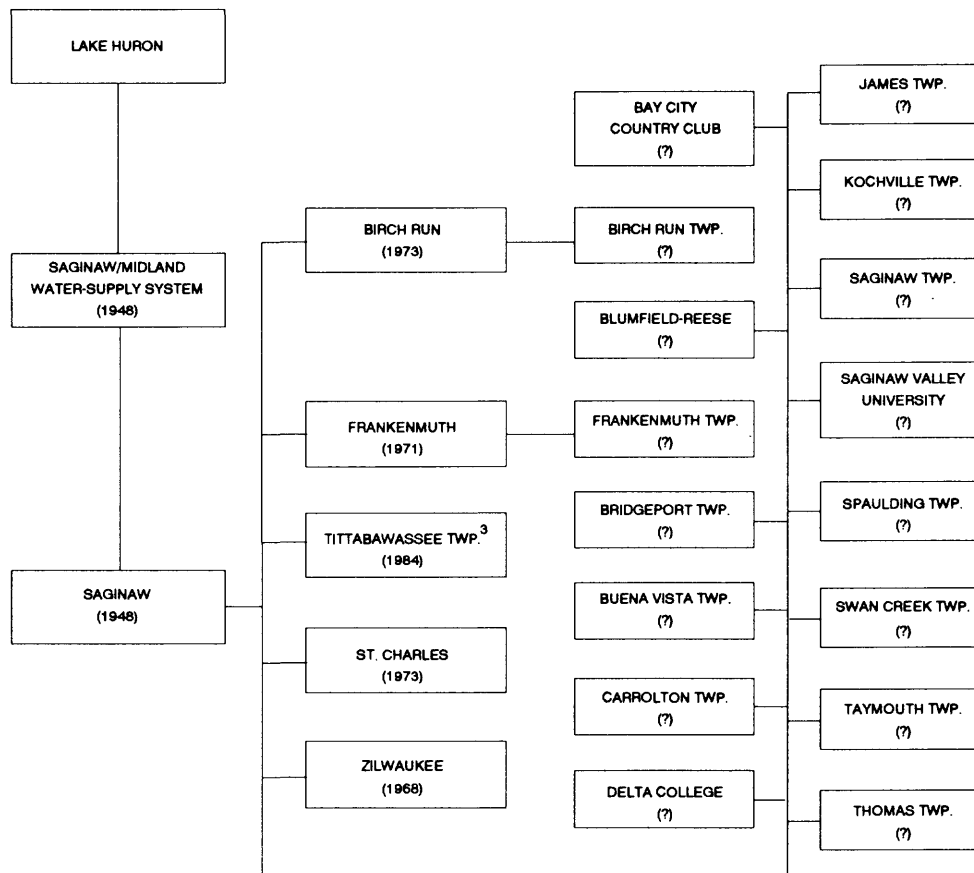 LAKE HURON
SAGINAW/MIDLAND
WATER-SUPPLY SYSTEM
(1948)
SAGINAW
(1948)
BIRCH RUN
(1973)
FRANKENMUTH
(1971)
TITTABAWASSEE TWP.3
(1984)
ST. CHARLES
(1973)
ZILWAUKEE
(1968)
BAY CITY
COUNTRY CLUB
(?)
BIRCH RUN TWP.
(?)
BLUMFIELD-REESE
(?)
FRANKENMUTH TWP.
(?)
BRIDGEPORT TWP.
(?)
BUENA VISTA TWP.
(?)
CARROLTON TWP.
(?)
DELTA COLLEGE
(?)
JAMES TWP.
(?)
KOCHVILLE TWP.
(?)
SAGINAW TWP.
(?)
SAGINAW VALLEY
UNIVERSITY
(?)
SPAULDING TWP.
(?)
SWAN CREEK TWP.
(?)
TAYMOUTH TWP.
(?)
THOMAS TWP.
(?)